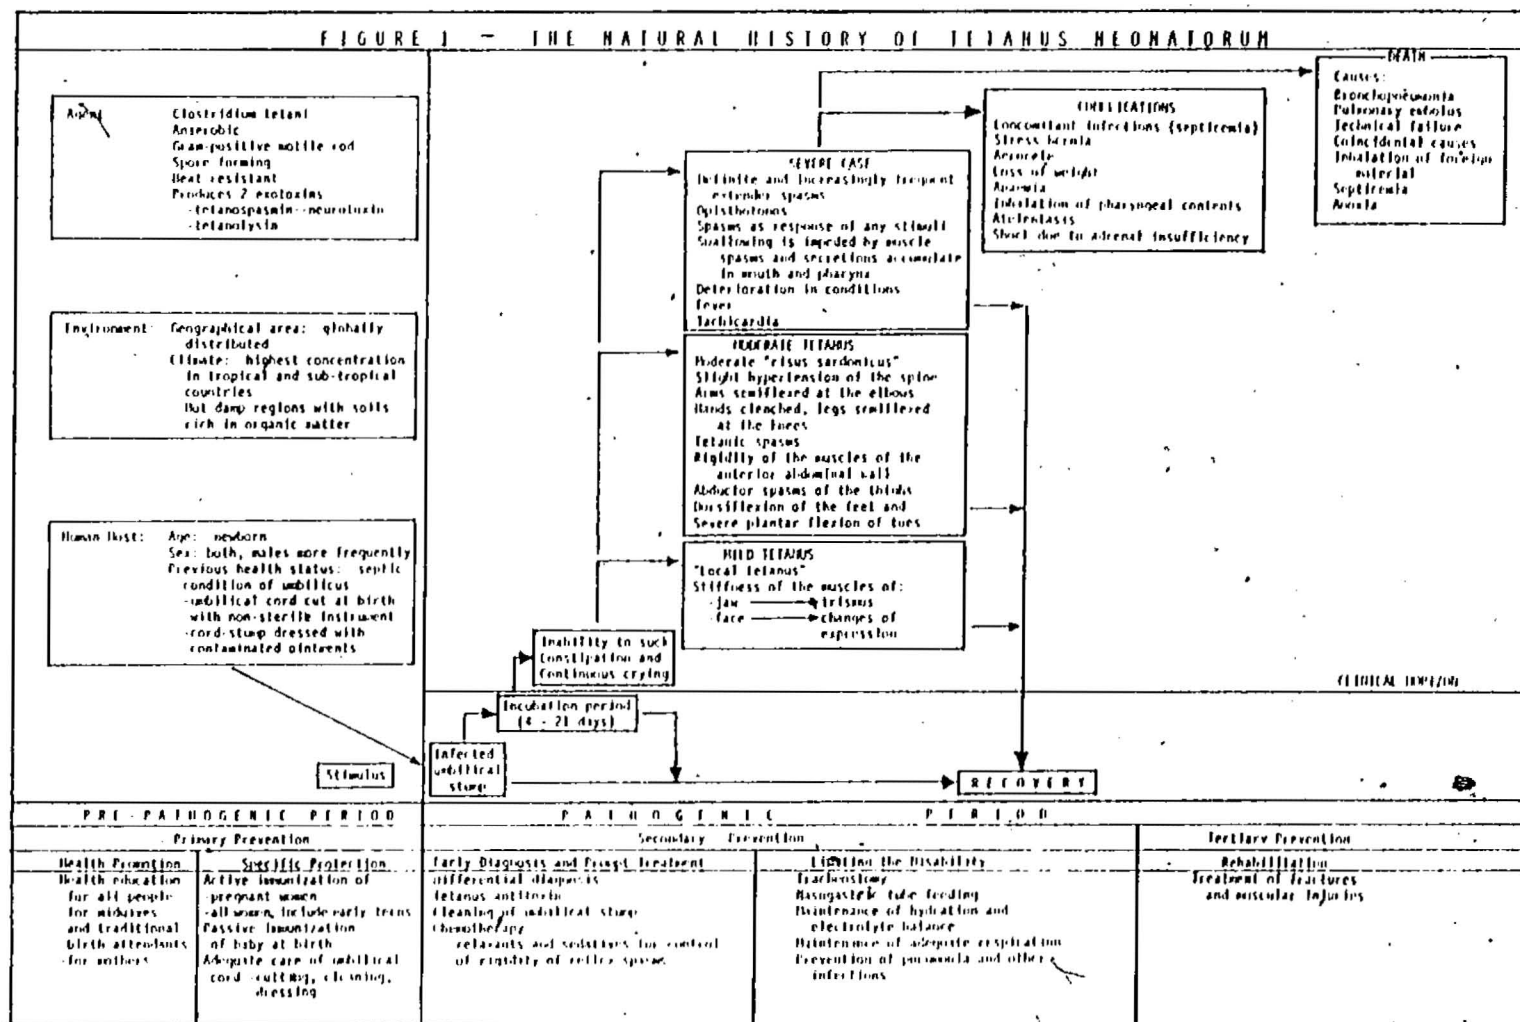 FIGURE 1 - THE NATURAL HISTORY OF TETANUS NEONATORUM
Agent
Clostridium tetani
Anaerobic
Gram-positive motile rod
Spore forming
Heat resistant
Produces 2 exotoxins
-tetanospasmin--neurotoxin
-tetanolysin
Environment: Geographical area: globally
distributed
Climate: highest concentration
in tropical and sub-tropical
countries
Hot damp regions with soils
rich in organic matter
Human Host: Age: newborn
Sex: both, males more frequently
Previous health status: septic
condition of umbilicus
-umbilical cord cut at birth
with non-sterile instrument
-cord-stump dressed with
contaminated ointments
Stimulus
Infected
umbilical
stump
Incubation period
(4 - 21 days)
Inability to suck
Constipation and
Continuous crying
SEVERE CASE
Definite and increasingly frequent
extender spasms
Opisthotonos
Spasms as response of any stimuli
Swallowing is impeded by muscle
spasms and secretions accumulate
in mouth and pharynx
Deterioration in conditions
Fever
Tachicardia
MODERATE TETANUS
Moderate "risus sardonicus"
Slight hypertension of the spine
Arms semiflexed at the elbows
Hands clenched, legs semiflexed
at the knees
Tetanic spasms
Rigidity of the muscles of the
anterior abdominal wall
Abductor spasms of the thighs
Dorsiflexion of the feet and
Severe plantar flexion of toes
MILD TETANUS
"Local tetanus"
Stiffness of the muscles of:
-jaw trismus
-face changes of
expression
COMPLICATIONS
Concomitant infections (septicemia)
Stress hernia
Aerocele
Loss of weight
Anaemia
Inhalation of pharyngeal contents
Atelentasis
Shock due to adrenal insufficiency
DEATH
Causes:
Bronchopneumonia
Pulmonary embolus
Technical failure
Coincidental causes
Inhalation of foreign
material
Septicemia
Anoxia
CLINICAL HORIZON
RECOVERY
PRE-PATHOGENIC PERIOD
PATHOGENIC PERIOD
Primary Prevention
Secondary Prevention
Tertiary Prevention
Health Promotion
Health education
for all people
for midwives
and traditional
birth attendants
-for mothers
Specific Protection
Active immunization of
-pregnant women
-all women, include early teens
Passive immunization
of baby at birth
Adequate care of umbilical
cord -cutting, cleaning,
dressing
Early Diagnosis and Prompt Treatment
Differential diagnosis
Tetanus antitoxin
Cleaning of umbilical stump
Chemotherapy
relaxants and sedatives for control
of rigidity of reflex spasms
Limiting the Disability
Tracheostomy
Nasogastric tube feeding
Maintenance of hydration and
electrolyte balance
Maintenance of adequate respiration
Prevention of pneumonia and other
infections
Rehabilitation
Treatment of fractures
and muscular injuries